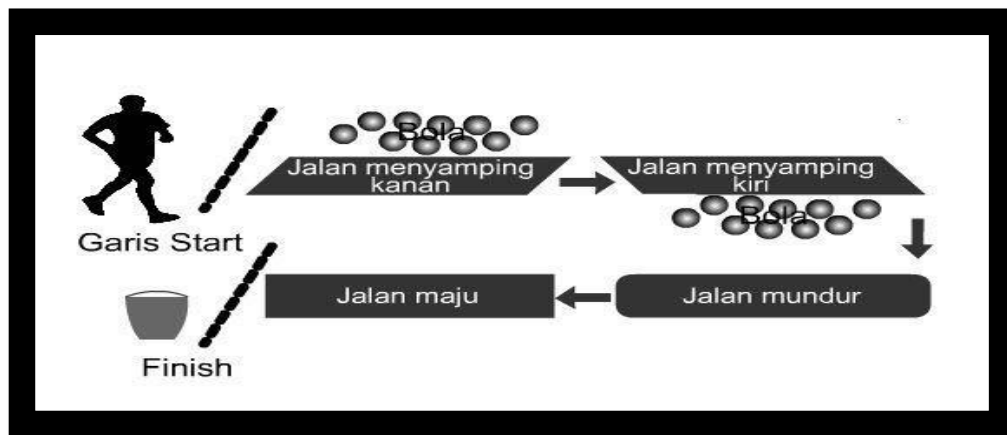 Bola
Jalan menyamping
kanan
Jalan menyamping
kiri
Bola
Garis Start
Jalan maju
Jalan mundur
Finish